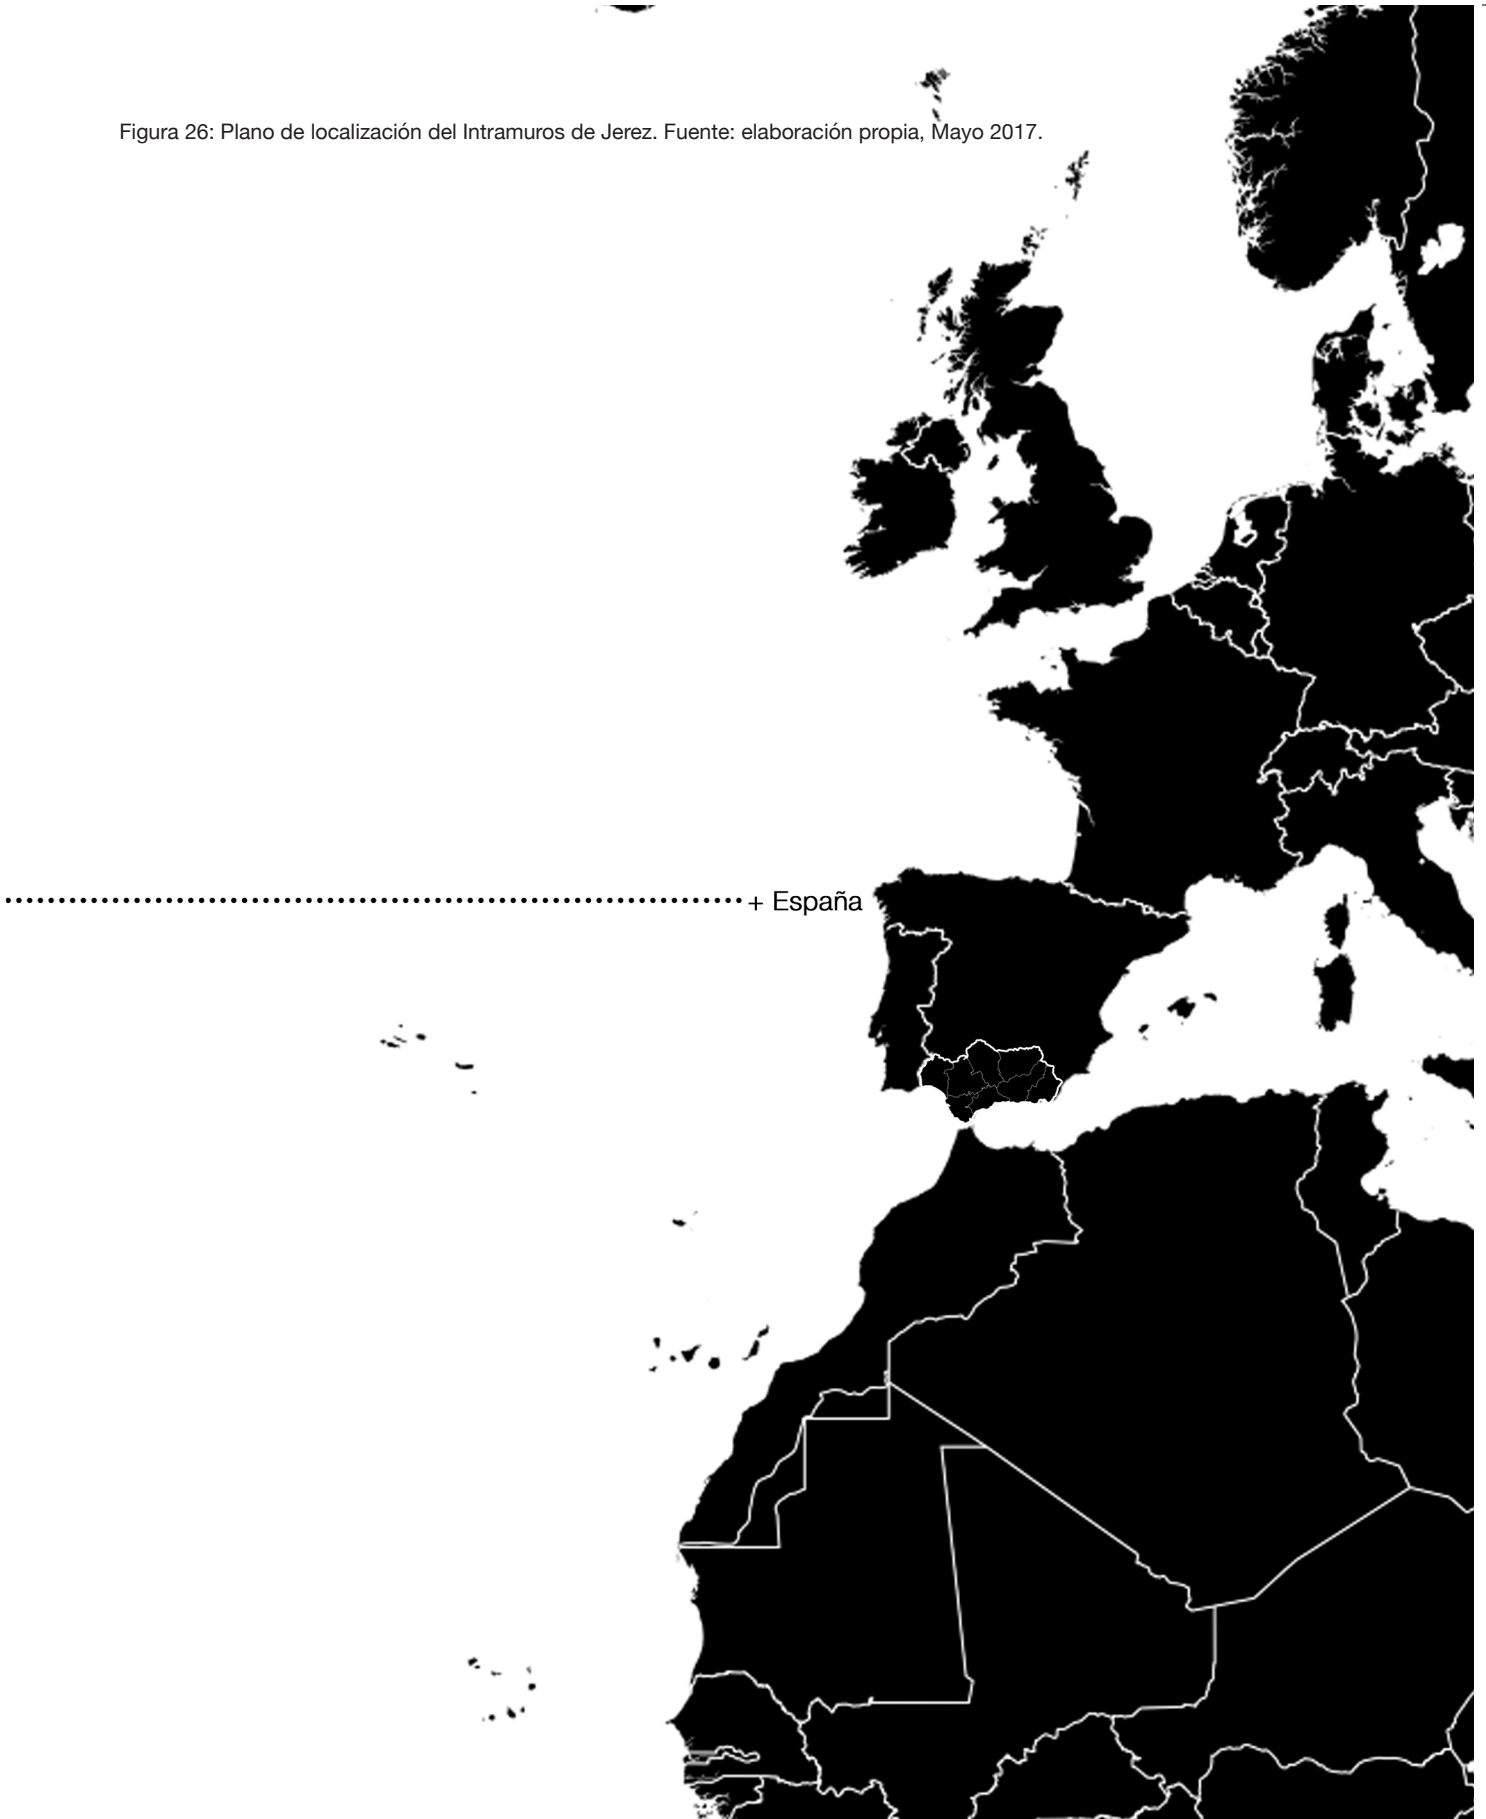 Figura 26: Plano de localización del Intramuros de Jerez. Fuente: elaboración propia, Mayo 2017.
+ España